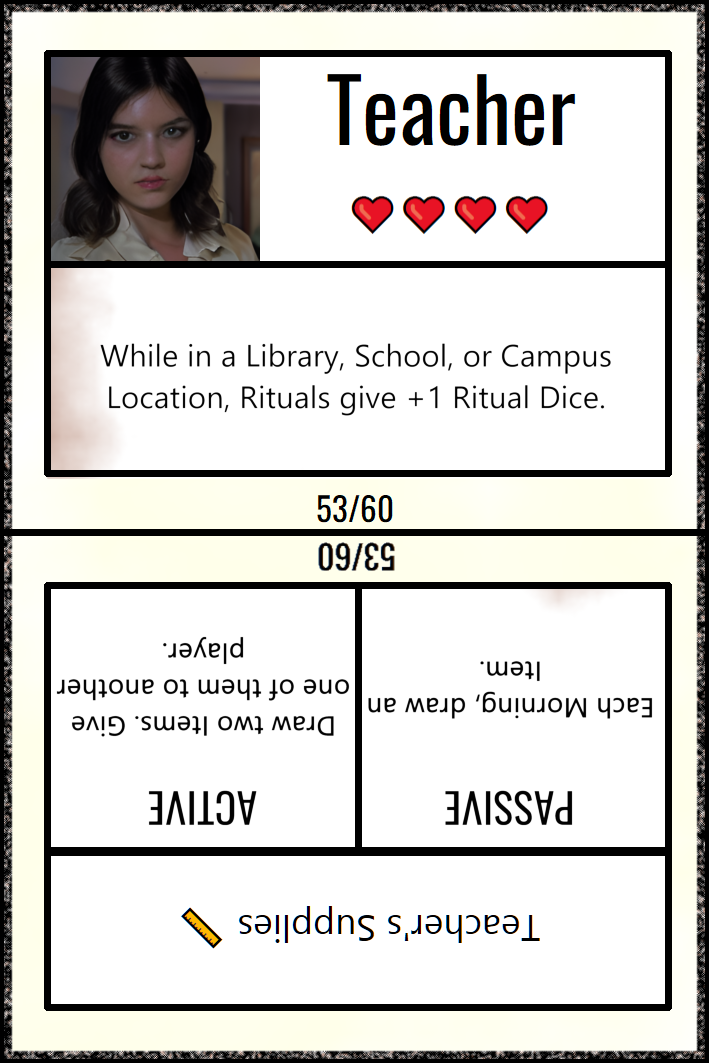 Teacher
While in a Library, School, or Campus
Location, Rituals give +1 Ritual Dice.
53/60
53/60
Teacher's Supplies
PASSIVE
Each Morning, draw an
Item.
ACTIVE
Draw two Items. Give
one of them to another
player.